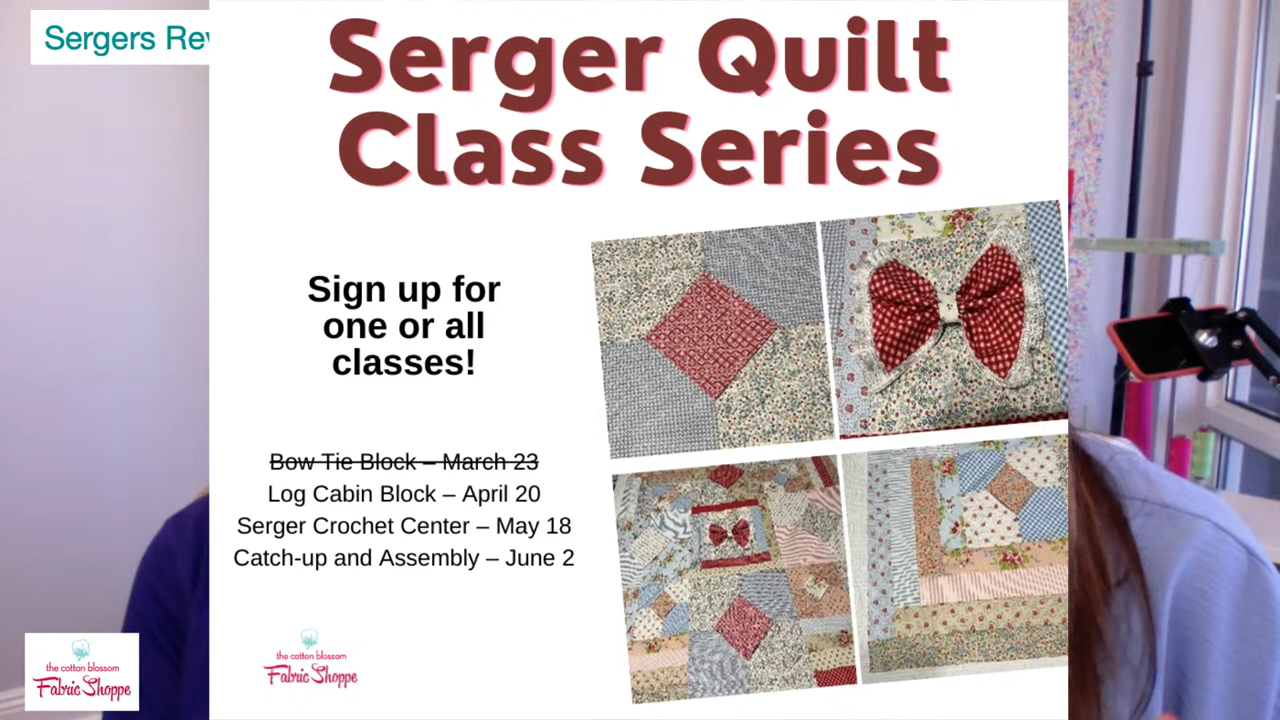 Sergers Rev
Serger Quilt
Class Series
Sign up for
one or all
classes!
Bow Tie Block – March 23
Log Cabin Block – April 20
Serger Crochet Center – May 18
Catch-up and Assembly – June 2
the cotton blossom
Fabric Shoppe
the cotton blossom
Fabric Shoppe